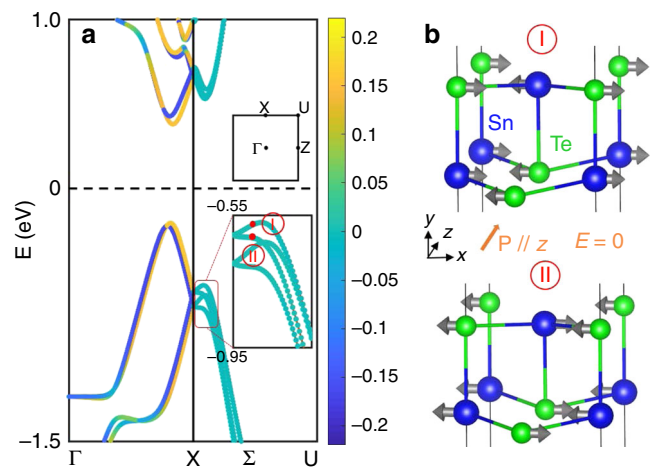 a
b
1.0
0
−1.5
E (eV)
Γ
X
Σ
U
X
U
Γ
Z
−0.55
−0.95
I
II
0.2
0.15
0.1
0.05
0
−0.05
−0.1
−0.15
−0.2
I
Sn
Te
y
z
x
P // z
E = 0
II